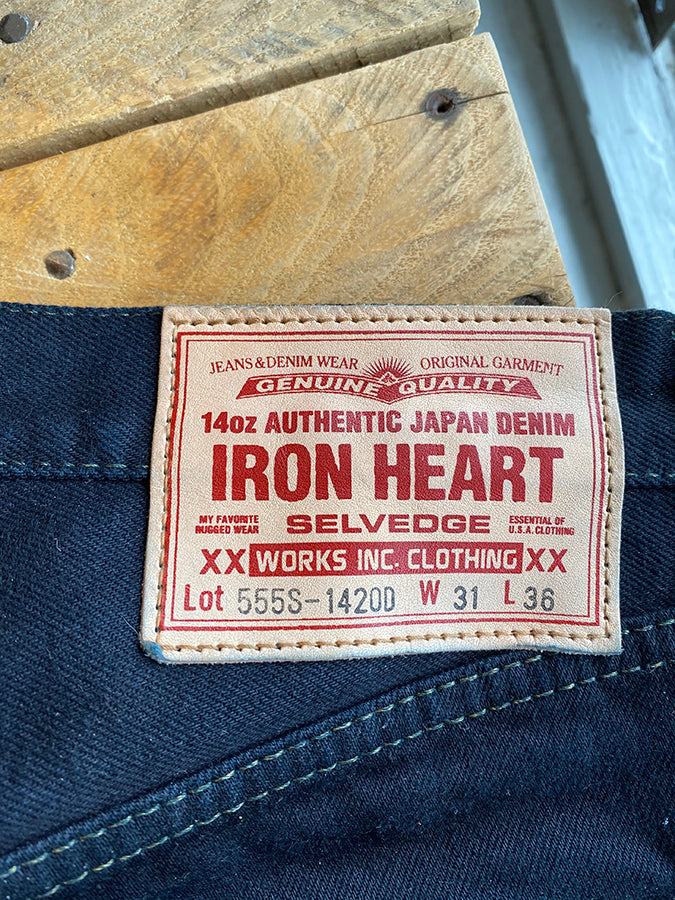 JEANS&DENIM WEAR ORIGINAL GARMENT
GENUINE QUALITY
14oz AUTHENTIC JAPAN DENIM
IRON HEART
MY FAVORITE RUGGED WEAR
SELVEDGE
ESSENTIAL OF U.S.A. CLOTHING
XX WORKS INC. CLOTHING XX
Lot 555S-142OD W 31 L 36